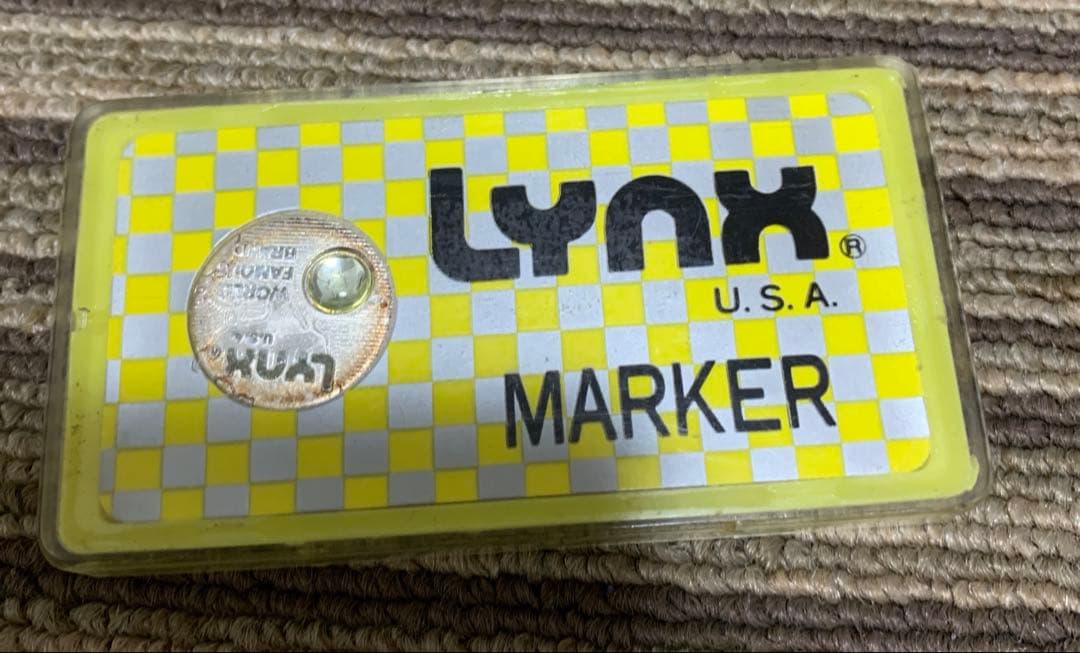 LYNX®
U.S.A.
MARKER
LYNX®
U.S.A
WORLD
FAMOUS
BRAND